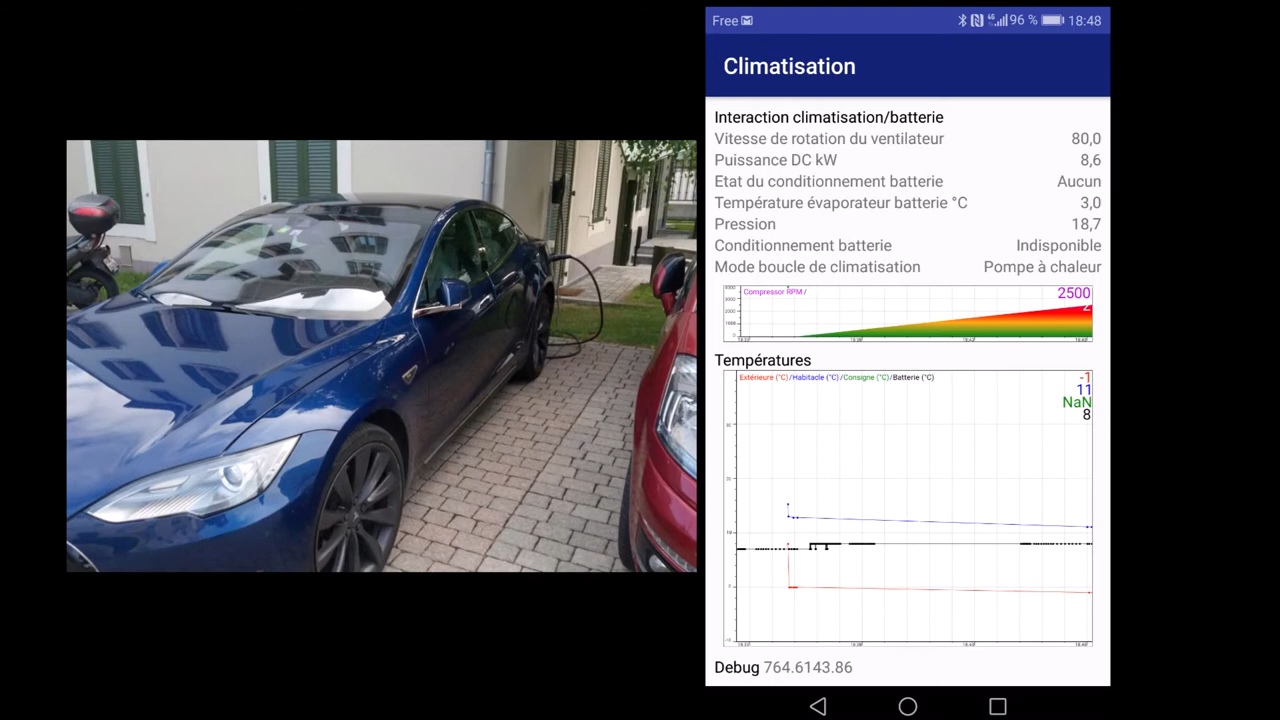 Free 96 % 18:48
Climatisation
Interaction climatisation/batterie
Vitesse de rotation du ventilateur 80,0
Puissance DC kW 8,6
Etat du conditionnement batterie Aucun
Température évaporateur batterie °C 3,0
Pression 18,7
Conditionnement batterie Indisponible
Mode boucle de climatisation Pompe à chaleur
Compressor RPM / 2500
2
Températures
Extérieure (°C)/Habitacle (°C)/Consigne (°C)/Batterie (°C) -1
11
NaN
8
Debug 764.6143.86